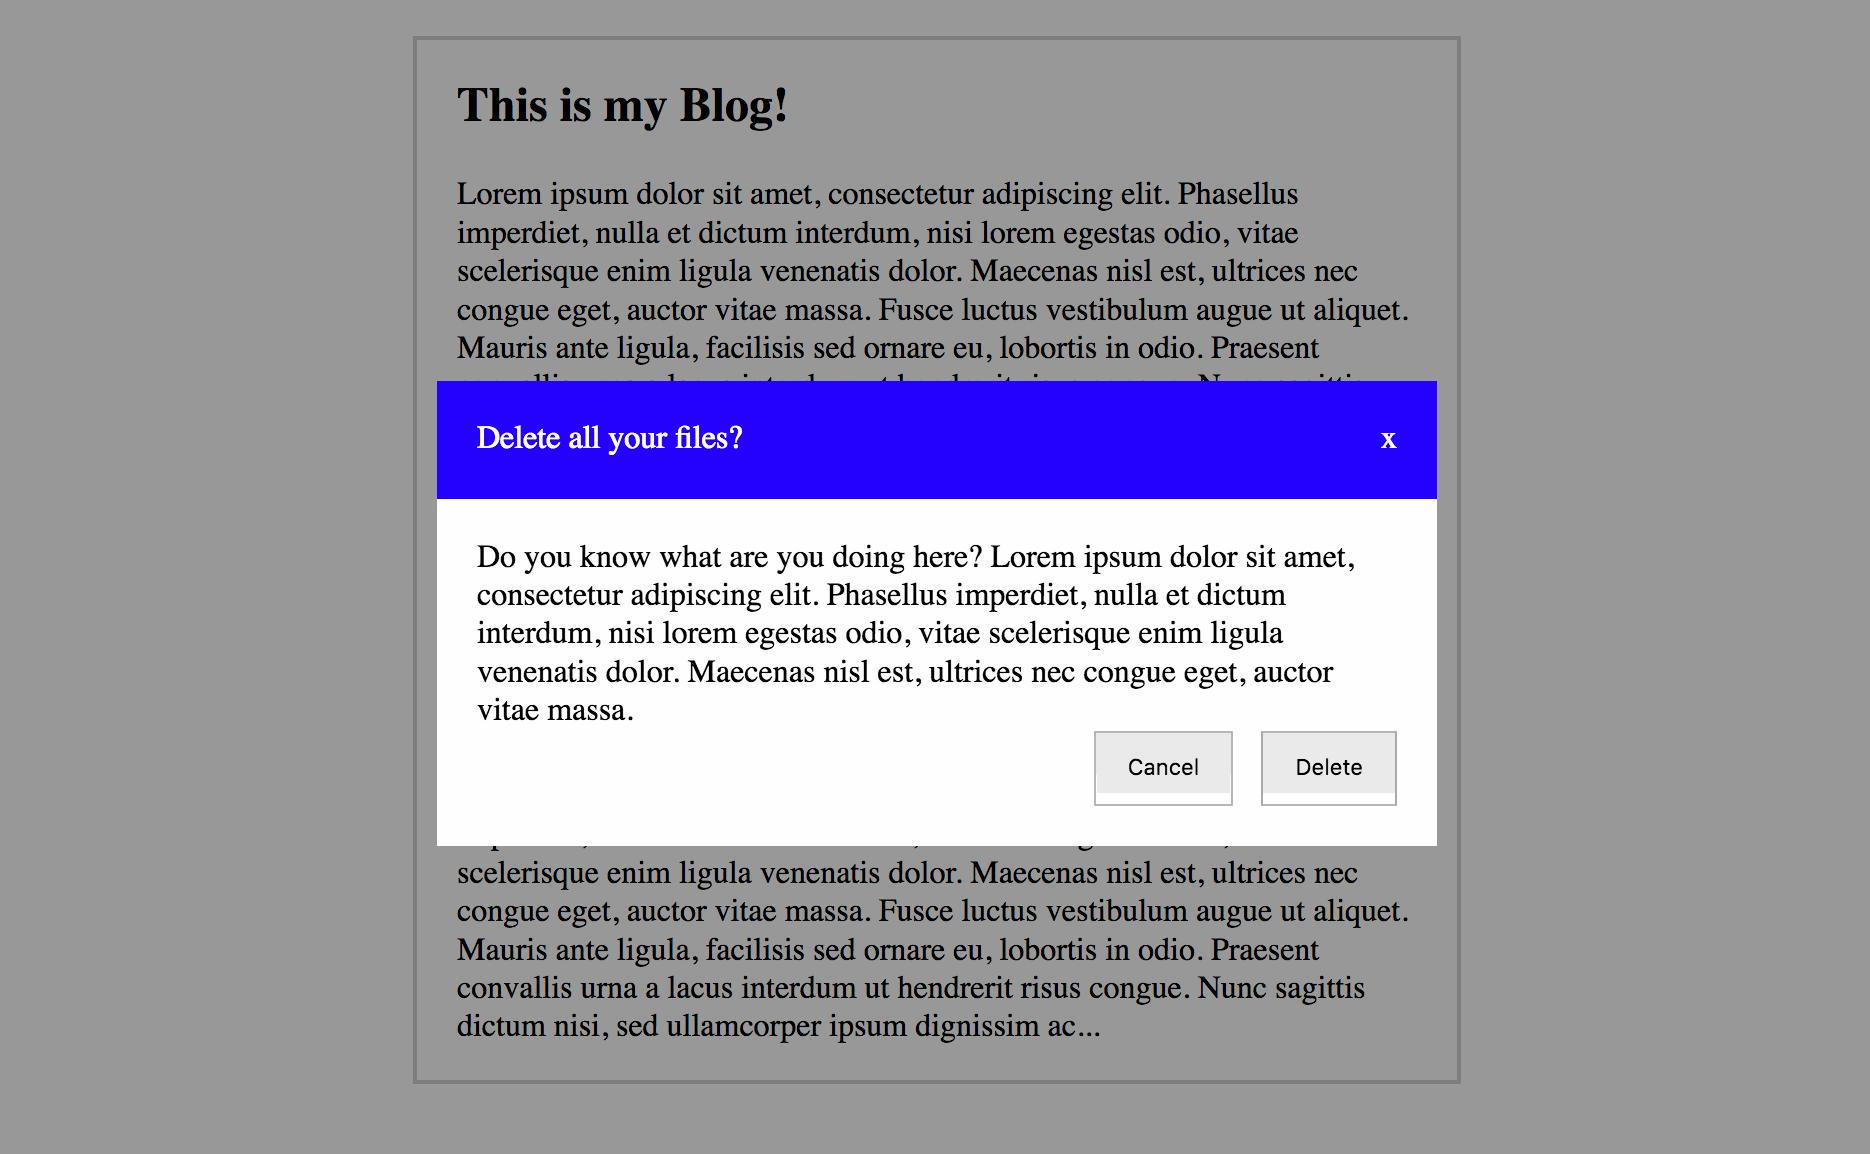 This is my Blog!
Lorem ipsum dolor sit amet, consectetur adipiscing elit. Phasellus
imperdiet, nulla et dictum interdum, nisi lorem egestas odio, vitae
scelerisque enim ligula venenatis dolor. Maecenas nisl est, ultrices nec
congue eget, auctor vitae massa. Fusce luctus vestibulum augue ut aliquet.
Mauris ante ligula, facilisis sed ornare eu, lobortis in odio. Praesent
Delete all your files? x
Do you know what are you doing here? Lorem ipsum dolor sit amet,
consectetur adipiscing elit. Phasellus imperdiet, nulla et dictum
interdum, nisi lorem egestas odio, vitae scelerisque enim ligula
venenatis dolor. Maecenas nisl est, ultrices nec congue eget, auctor
vitae massa.
Cancel Delete
scelerisque enim ligula venenatis dolor. Maecenas nisl est, ultrices nec
congue eget, auctor vitae massa. Fusce luctus vestibulum augue ut aliquet.
Mauris ante ligula, facilisis sed ornare eu, lobortis in odio. Praesent
convallis urna a lacus interdum ut hendrerit risus congue. Nunc sagittis
dictum nisi, sed ullamcorper ipsum dignissim ac...